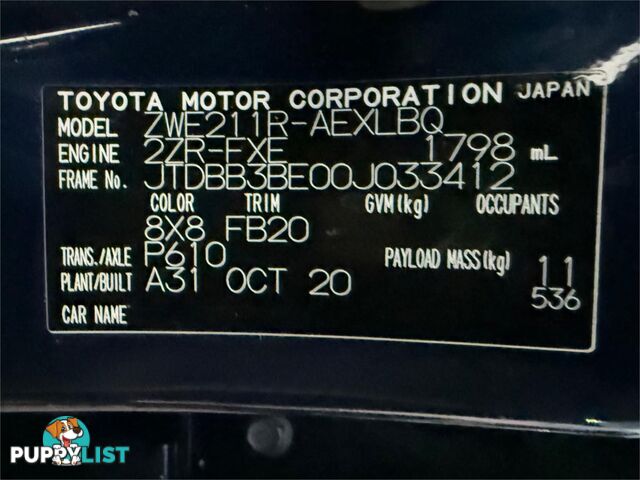 TOYOTA MOTOR CORPORATION JAPAN
MODEL ZWE211R-AEXLBQ
ENGINE 2ZR-FXE 1798 mL
FRAME No. JTDBB3BE00J033412
COLOR TRIM GVM(kg) OCCUPANTS
8X8 FB20
TRANS./AXLE P610 PAYLOAD MASS(kg) 11
PLANT/BUILT A31 OCT 20 536
CAR NAME
PUPPYLIST